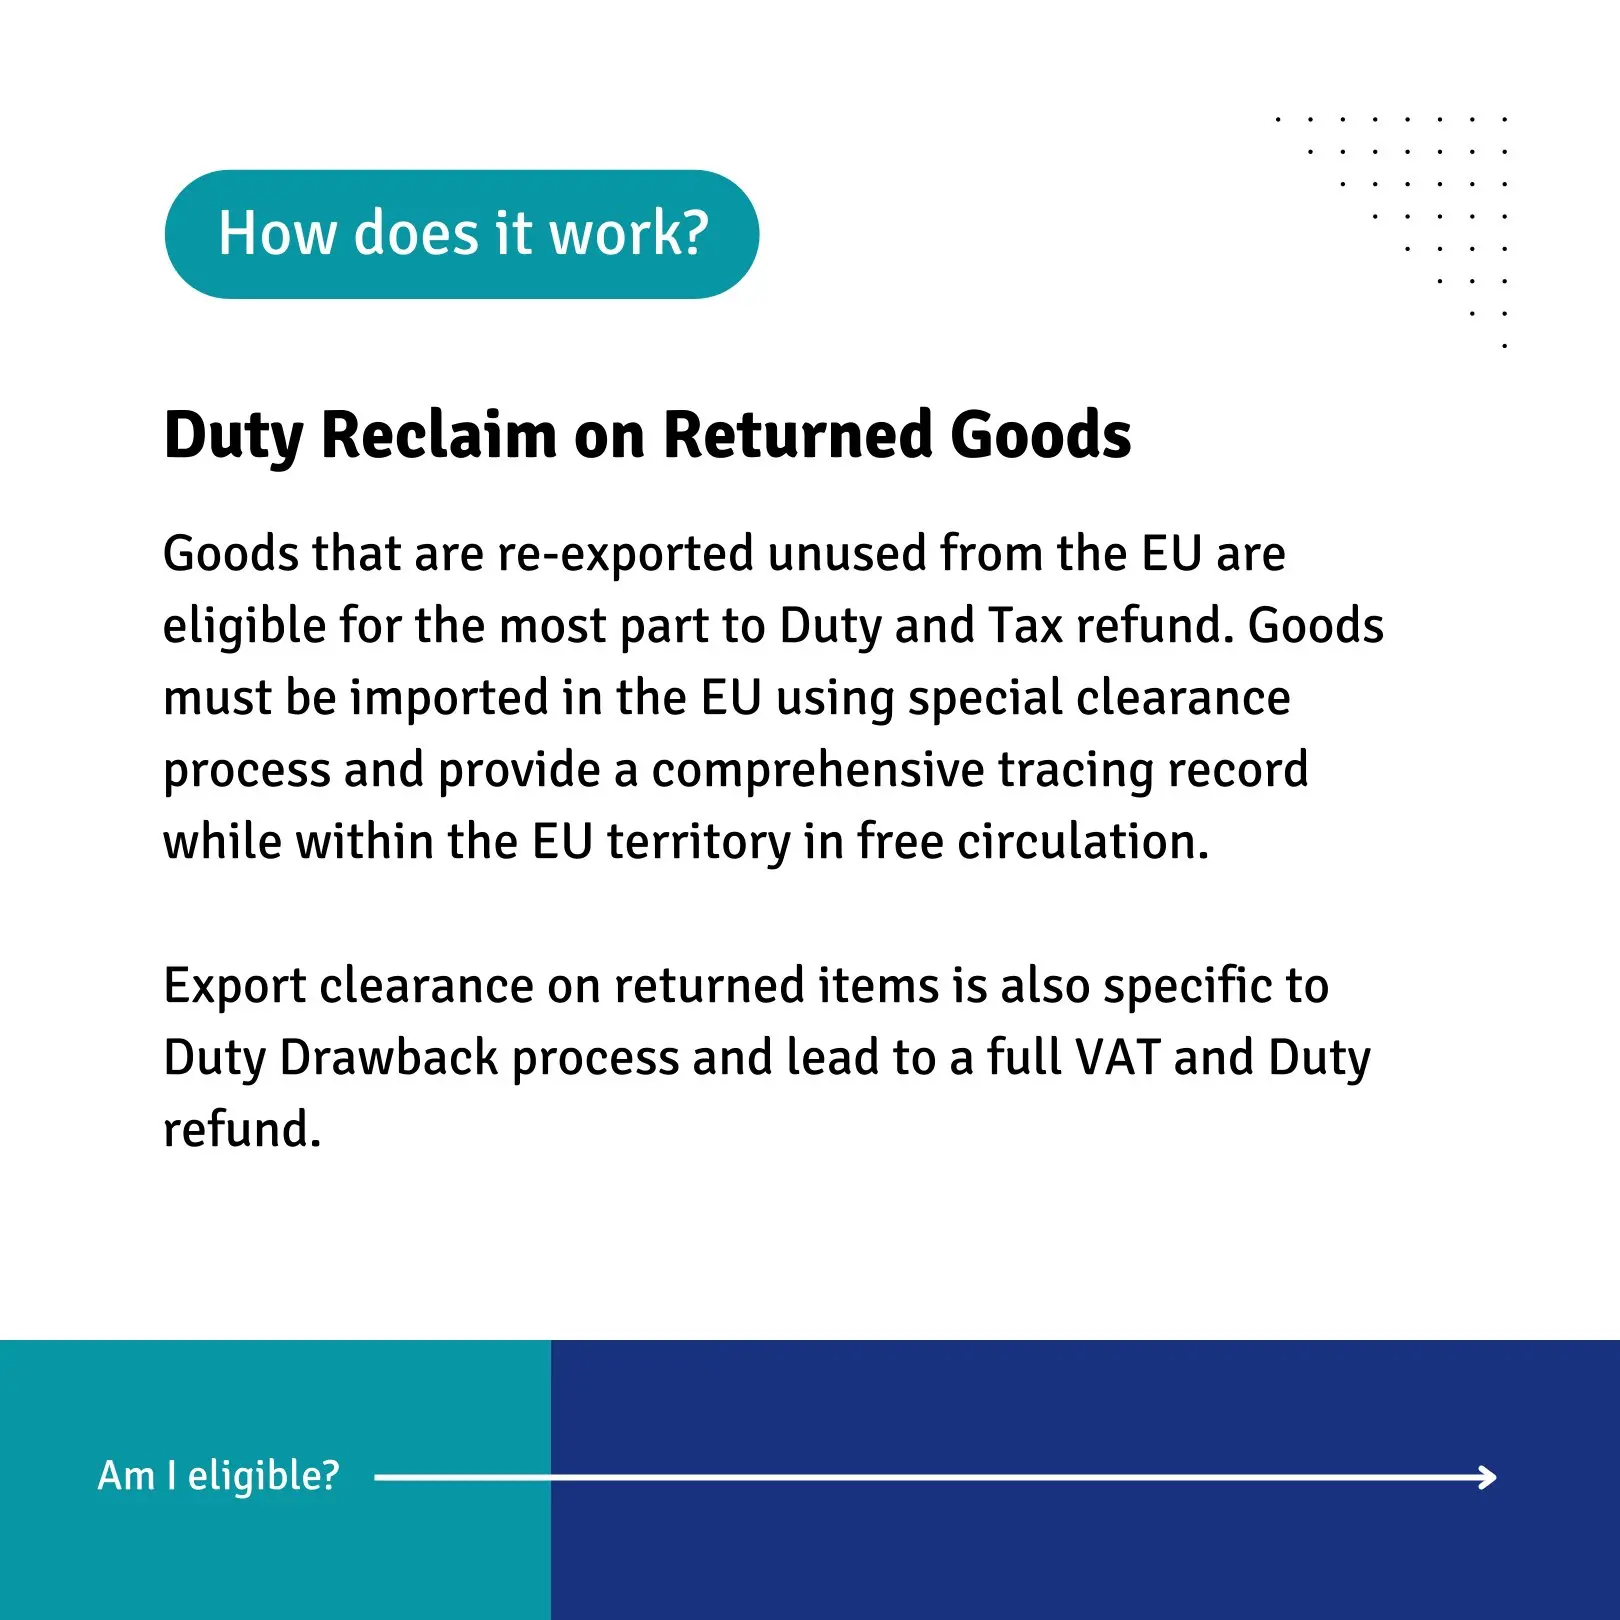 How does it work?
Duty Reclaim on Returned Goods
Goods that are re-exported unused from the EU are
eligible for the most part to Duty and Tax refund. Goods
must be imported in the EU using special clearance
process and provide a comprehensive tracing record
while within the EU territory in free circulation.
Export clearance on returned items is also specific to
Duty Drawback process and lead to a full VAT and Duty
refund.
Am I eligible?